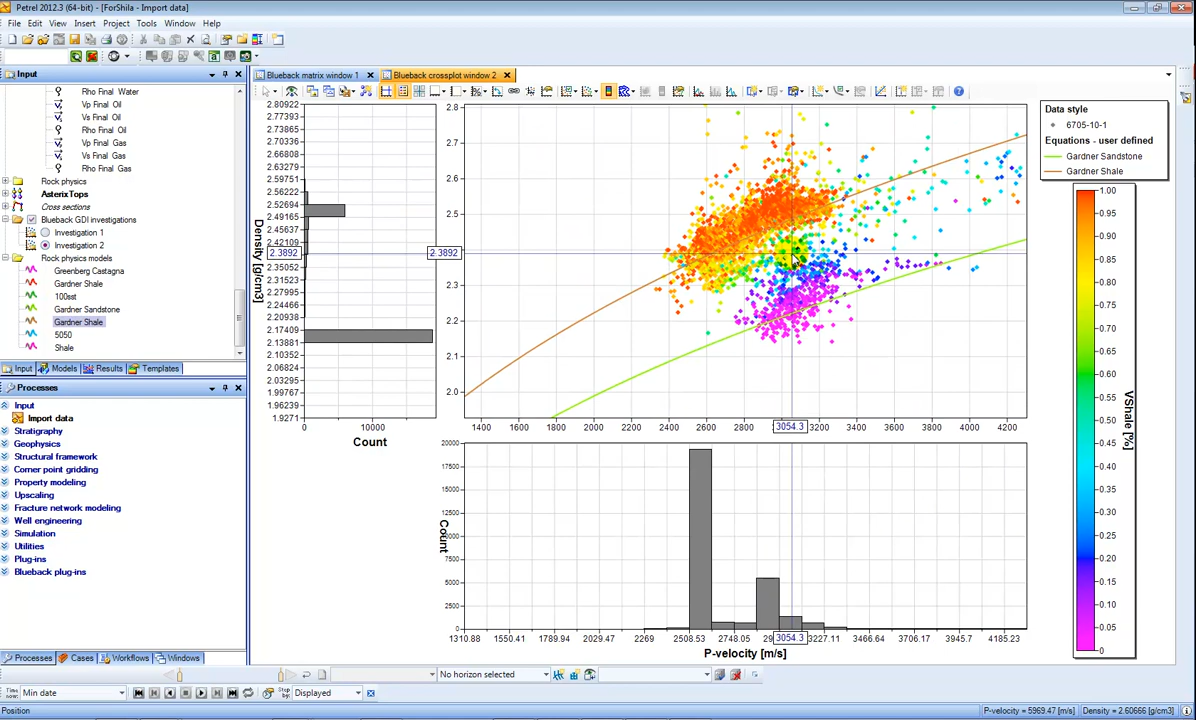 Petrel 2012.3 (64-bit) - [ForShila - Import data]
File Edit View Insert Project Tools Window Help
Input
Blueback matrix window 1
Blueback crossplot window 2
Rho Final Water
Vp Final Oil
Vs Final Oil
Rho Final Oil
Vp Final Gas
Vs Final Gas
Rho Final Gas
Rock physics
AsterixTops
Cross sections
Blueback GDI investigations
Investigation 1
Investigation 2
Rock physics models
Greenberg Castagna
Gardner Shale
100sst
Gardner Sandstone
Gardner Shale
5050
Shale
Input Models Results Templates
Processes
Input
Import data
Stratigraphy
Geophysics
Structural framework
Corner point gridding
Property modeling
Upscaling
Fracture network modeling
Well engineering
Simulation
Utilities
Plug-ins
Blueback plug-ins
Processes Cases Workflows Windows
2.80922
2.77393
2.73865
2.70336
2.66808
2.63280
2.59751
2.56222
2.52694
2.49165
2.45637
2.42109
2.3892
2.35052
2.31523
2.27995
2.24466
2.20938
2.17409
2.13881
2.10352
2.06824
2.03295
1.99767
1.96239
1.9271
Density [g/cm3]
0 10000
Count
2.8
2.7
2.6
2.5
2.4
2.3892
2.3
2.2
2.1
2.0
1400 1600 1800 2000 2200 2400 2600 2800 3054.3 3200 3400 3600 3800 4000 4200
Data style
6705-10-1
Equations - user defined
Gardner Sandstone
Gardner Shale
1.00
0.95
0.90
0.85
0.80
0.75
0.70
0.65
0.60
0.55
0.50
0.45
0.40
0.35
0.30
0.25
0.20
0.15
0.10
0.05
0
VShale [%]
20000
17500
15000
12500
10000
7500
5000
2500
0
Count
1310.88 1550.41 1789.94 2029.47 2269 2508.53 2748.05 3054.3 3227.11 3466.64 3706.17 3945.7 4185.23
P-velocity [m/s]
No horizon selected
Time now: Min date
Step by: Displayed
Position
P-velocity = 5969.47 [m/s] Density = 2.60666 [g/cm3]